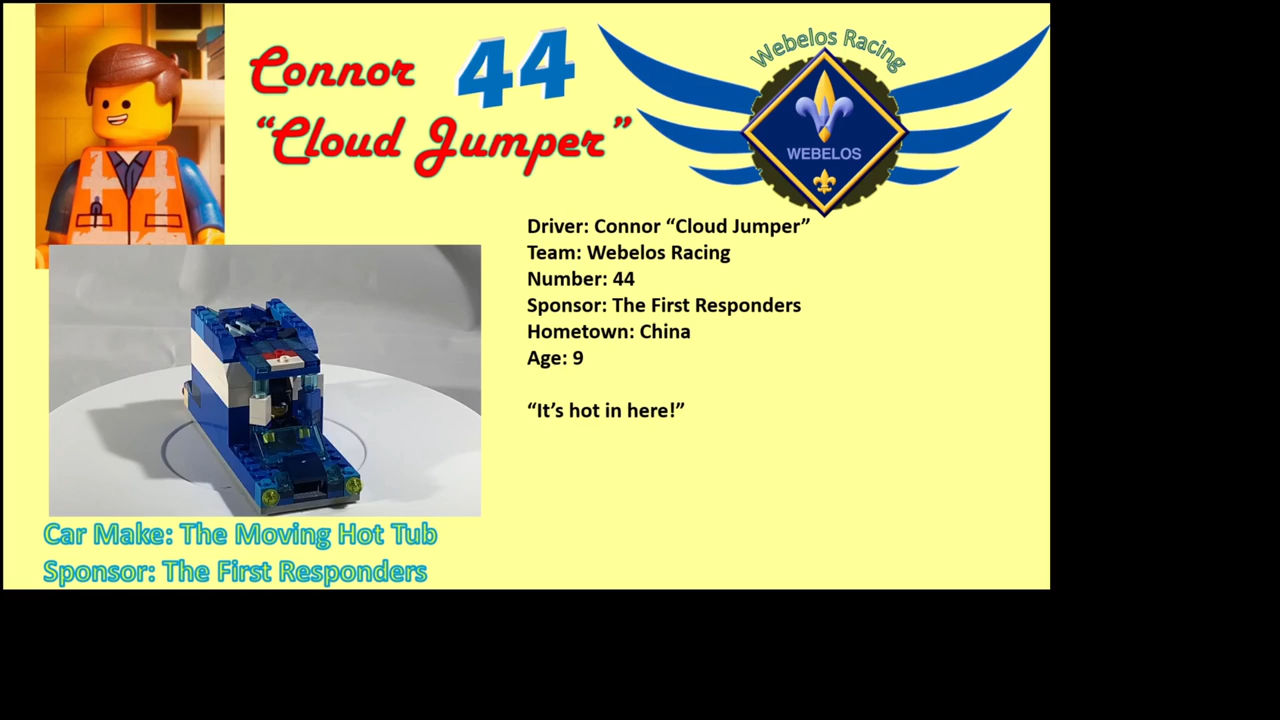 Connor 44
“Cloud Jumper”
Webelos Racing
WEBELOS
Driver: Connor “Cloud Jumper”
Team: Webelos Racing
Number: 44
Sponsor: The First Responders
Hometown: China
Age: 9
“It’s hot in here!”
Car Make: The Moving Hot Tub
Sponsor: The First Responders